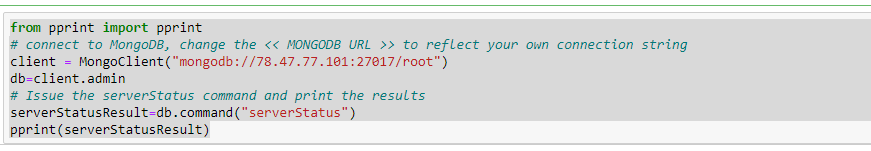 from pprint import pprint
# connect to MongoDB, change the << MONGODB URL >> to reflect your own connection string
client = MongoClient("mongodb://78.47.77.101:27017/root")
db=client.admin
# Issue the serverStatus command and print the results
serverStatusResult=db.command("serverStatus")
pprint(serverStatusResult)